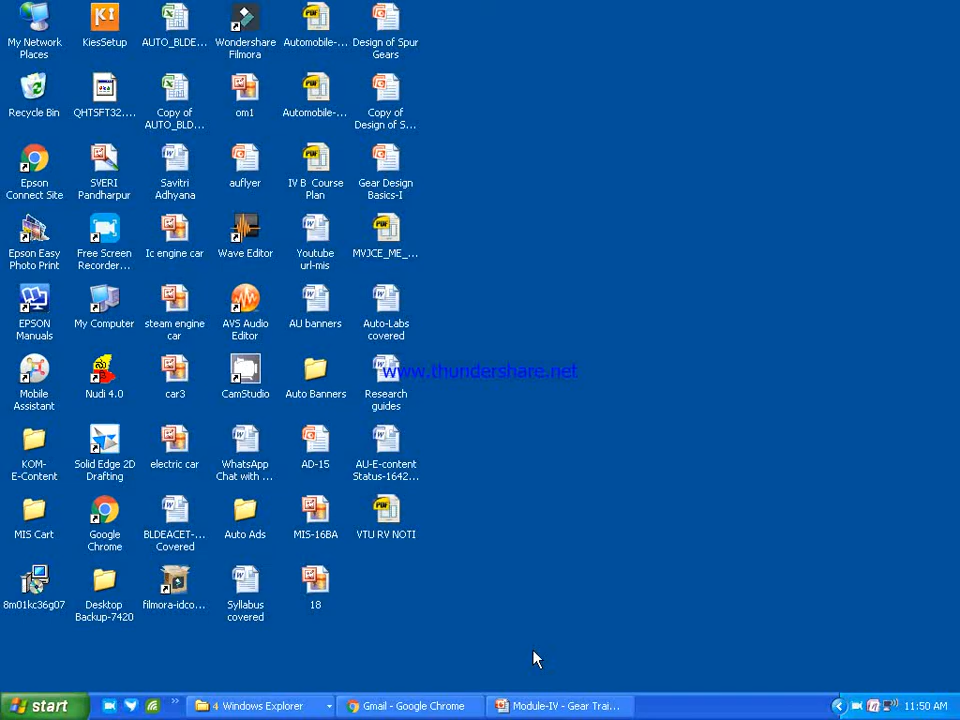 My Network
Places
KiesSetup
AUTO_BLDE...
Wondershare
Filmora
Automobile-...
Design of Spur
Gears
Recycle Bin
QHTSFT32....
Copy of
AUTO_BLD...
om1
Automobile-...
Copy of
Design of S...
Epson
Connect Site
SVERI
Pandharpur
Savitri
Adhyana
auflyer
IV B Course
Plan
Gear Design
Basics-I
Epson Easy
Photo Print
Free Screen
Recorder...
Ic engine car
Wave Editor
Youtube
url-mis
MVJCE_ME_...
EPSON
Manuals
My Computer
steam engine
car
AVS Audio
Editor
AU banners
Auto-Labs
covered
www.thundershare.net
Mobile
Assistant
Nudi 4.0
car3
CamStudio
Auto Banners
Research
guides
KOM-
E-Content
Solid Edge 2D
Drafting
electric car
WhatsApp
Chat with ...
AD-15
AU-E-content
Status-1642...
MIS Cart
Google
Chrome
BLDEACET-...
Covered
Auto Ads
MIS-16BA
VTU RV NOTI
8m01kc36g07
Desktop
Backup-7420
filmora-idco...
Syllabus
covered
18
start
4 Windows Explorer
Gmail - Google Chrome
Module-IV - Gear Trai...
11:50 AM